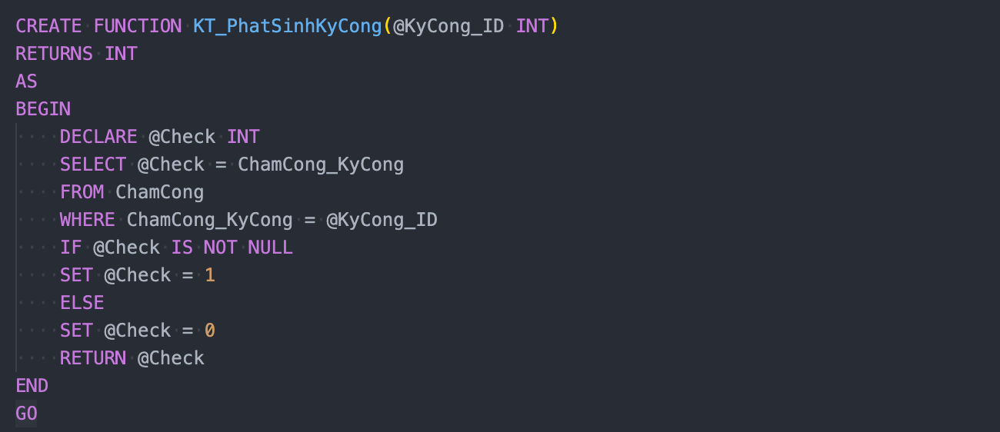 CREATE FUNCTION KT_PhatSinhKyCong(@KyCong_ID INT)
RETURNS INT
AS
BEGIN
    DECLARE @Check INT
    SELECT @Check = ChamCong_KyCong
    FROM ChamCong
    WHERE ChamCong_KyCong = @KyCong_ID
    IF @Check IS NOT NULL
    SET @Check = 1
    ELSE
    SET @Check = 0
    RETURN @Check
END
GO